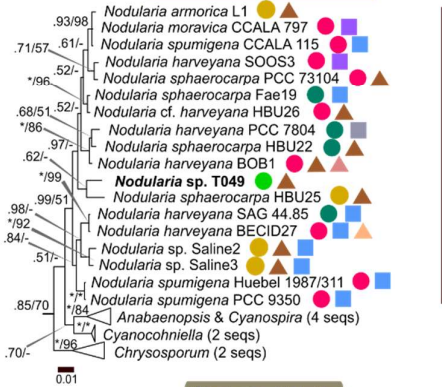 Nodularia armorica L1
.93/98
Nodularia moravica CCALA 797
.61/-
Nodularia spumigena CCALA 115
.71/57
Nodularia harveyana SOOS3
.52/-
Nodularia sphaerocarpa PCC 73104
*/96
Nodularia sphaerocarpa Fae19
.52/-
Nodularia cf. harveyana HBU26
.68/51
Nodularia harveyana PCC 7804
*/86
Nodularia sphaerocarpa HBU22
.97/-
Nodularia harveyana BOB1
.62/-
Nodularia sp. T049
*/99
Nodularia sphaerocarpa HBU25
.99/51
Nodularia harveyana SAG 44.85
.98/-
Nodularia harveyana BECID27
*/92
Nodularia sp. Saline2
.84/-
Nodularia sp. Saline3
.51/-
Nodularia spumigena Huebel 1987/311
*/*
Nodularia spumigena PCC 9350
.85/70
*/84
Anabaenopsis & Cyanospira (4 seqs)
*/*
Cyanocohniella (2 seqs)
*/96
Chrysosporum (2 seqs)
.70/-
0.01